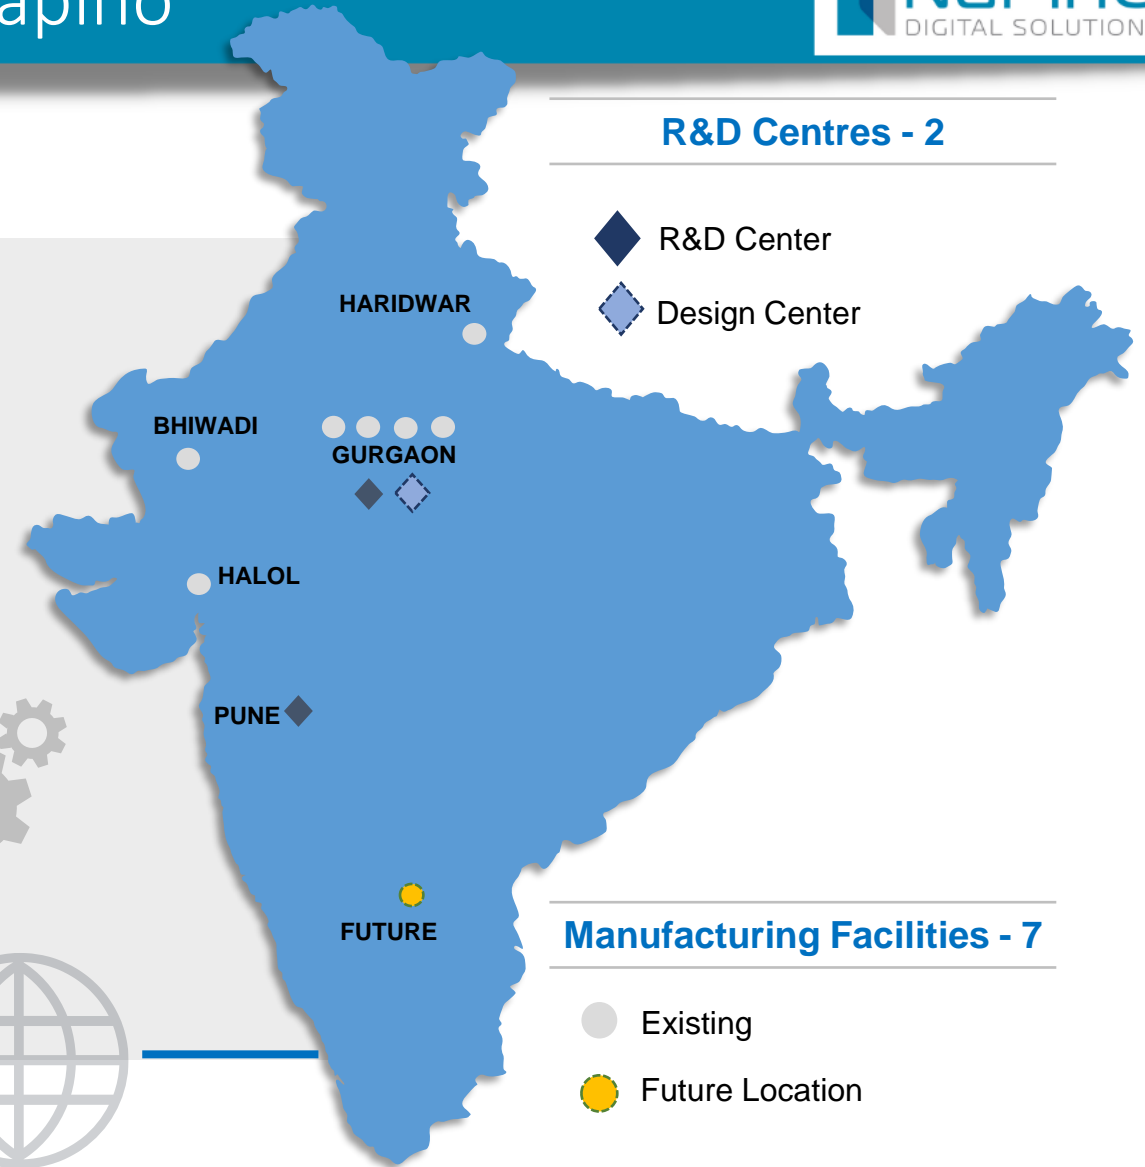 DIGITAL SOLUTION
R&D Centres - 2
R&D Center
Design Center
HARIDWAR
BHIWADI
GURGAON
HALOL
PUNE
FUTURE
Manufacturing Facilities - 7
Existing
Future Location